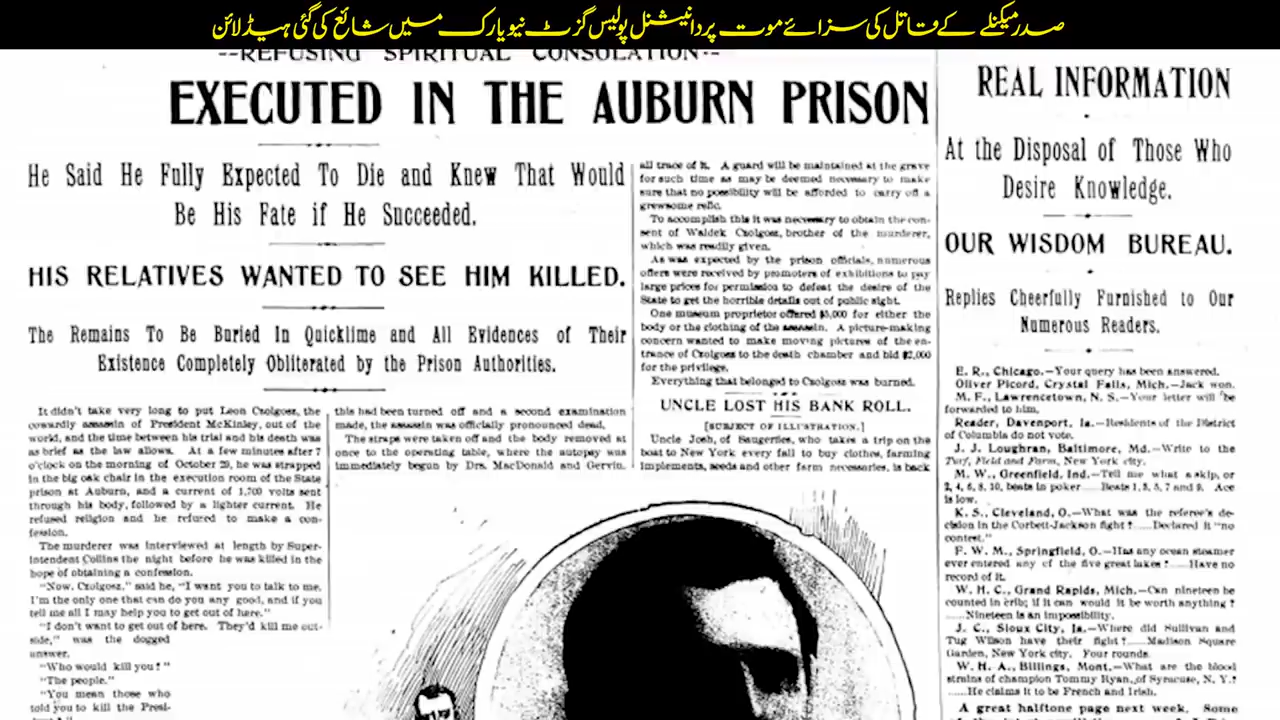 صدر میکنلے کے قاتل کی سزائے موت پر دا نیشنل پولیس گزٹ نیویارک میں شائع کی گئی ہیڈ لائن
--REFUSING SPIRITUAL CONSOLATION--
EXECUTED IN THE AUBURN PRISON
He Said He Fully Expected To Die and Knew That Would
Be His Fate if He Succeeded.
HIS RELATIVES WANTED TO SEE HIM KILLED.
The Remains To Be Buried In Quicklime and All Evidences of Their
Existence Completely Obliterated by the Prison Authorities.
It didn't take very long to put Leon Czolgosz, the
cowardly assassin of President McKinley, out of the
world, and the time between his trial and his death was
as brief as the law allows. At a few minutes after 7
o'clock on the morning of October 29, he was strapped
in the big oak chair in the execution room of the State
prison at Auburn, and a current of 1,700 volts sent
through his body, followed by a lighter current. He
refused religion and he refused to make a con-
fession.
The murderer was interviewed at length by Super-
intendent Collins the night before he was killed in the
hope of obtaining a confession.
"Now, Czolgosz," said he, "I want you to talk to me.
I'm the only one that can do you any good, and if you
tell me all I may help you to get out of here."
"I don't want to get out of here. They'd kill me out-
side," was the dogged
answer.
"Who would kill you?"
"The people."
"You mean those who
told you to kill the Presi-
this had been turned off and a second examination
made, the assassin was officially pronounced dead.
The straps were taken off and the body removed at
once to the operating table, where the autopsy was
immediately begun by Drs. MacDonald and Gervin.
all trace of it. A guard will be maintained at the grave
for such time as may be deemed necessary to make
sure that no possibility will be afforded to carry off a
gruesome relic.
To accomplish this it was necessary to obtain the con-
sent of Waldek Czolgosz, brother of the murderer,
which was readily given.
As was expected by the prison officials, numerous
offers were received by promoters of exhibitions to pay
large prices for permission to defeat the desire of the
State to get the horrible details out of public sight.
One museum proprietor offered $5,000 for either the
body or the clothing of the assassin. A picture-making
concern wanted to make moving pictures of the en-
trance of Czolgosz to the death chamber and bid $2,000
for the privilege.
Everything that belonged to Czolgosz was burned.
UNCLE LOST HIS BANK ROLL.
[SUBJECT OF ILLUSTRATION.]
Uncle Josh, of Saugerties, who takes a trip on the
boat to New York every fall to buy clothes, farming
implements, seeds and other farm necessaries, is back
REAL INFORMATION
At the Disposal of Those Who
Desire Knowledge.
OUR WISDOM BUREAU.
Replies Cheerfully Furnished to Our
Numerous Readers.
E. R., Chicago.—Your query has been answered.
Oliver Picord, Crystal Falls, Mich.—Jack won.
M. F., Lawrencetown, N. S.—Your letter will be
forwarded to him.
Reader, Davenport, Ia.—Residents of the District
of Columbia do not vote.
J. J. Loughran, Baltimore, Md.—Write to the
Turf, Field and Farm, New York city.
M. W., Greenfield, Ind.—Tell me what a skip, or
2, 4, 6, 8, 10, beats in poker.....Beats 1, 3, 5, 7 and 9. Ace
is low.
K. S., Cleveland, O.—What was the referee's de-
cision in the Corbett-Jackson fight?.....Declared it "no
contest."
F. W. M., Springfield, O.—Has any ocean steamer
ever entered any of the five great lakes?.....Have no
record of it.
W. H. C., Grand Rapids, Mich.—Can nineteen be
counted in crib; if it can would it be worth anything?
.....Nineteen is an impossibility.
J. C., Sioux City, Ia.—Where did Sullivan and
Tug Wilson have their fight?.....Madison Square
Garden, New York city. Four rounds.
W. H. A., Billings, Mont.—What are the blood
strains of champion Tommy Ryan, of Syracuse, N. Y.?
.....He claims it to be French and Irish.
A great halftone page next week. Some